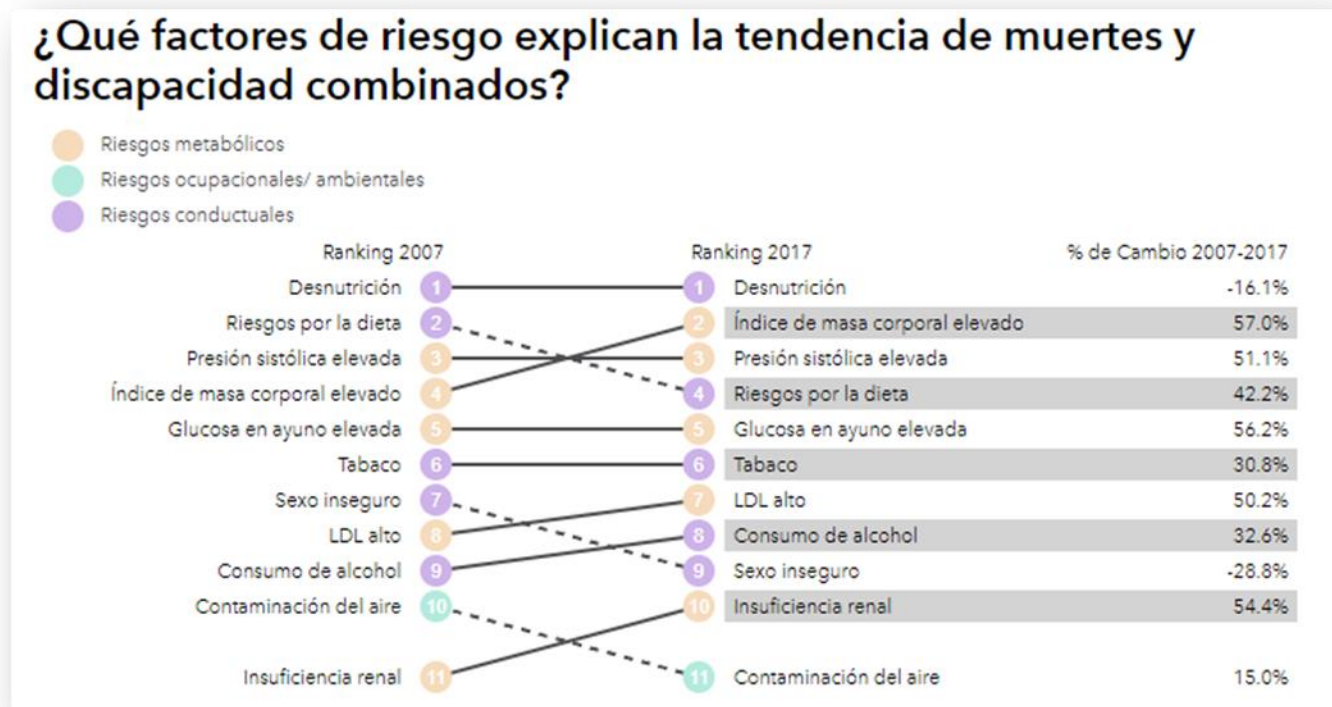 ¿Qué factores de riesgo explican la tendencia de muertes y
discapacidad combinados?
Riesgos metabólicos
Riesgos ocupacionales/ ambientales
Riesgos conductuales
Ranking 2007 Ranking 2017 % de Cambio 2007-2017
Desnutrición 1 1 Desnutrición -16.1%
Riesgos por la dieta 2 2 Índice de masa corporal elevado 57.0%
Presión sistólica elevada 3 3 Presión sistólica elevada 51.1%
Índice de masa corporal elevado 4 4 Riesgos por la dieta 42.2%
Glucosa en ayuno elevada 5 5 Glucosa en ayuno elevada 56.2%
Tabaco 6 6 Tabaco 30.8%
Sexo inseguro 7 7 LDL alto 50.2%
LDL alto 8 8 Consumo de alcohol 32.6%
Consumo de alcohol 9 9 Sexo inseguro -28.8%
Contaminación del aire 10 10 Insuficiencia renal 54.4%
Insuficiencia renal 11 11 Contaminación del aire 15.0%